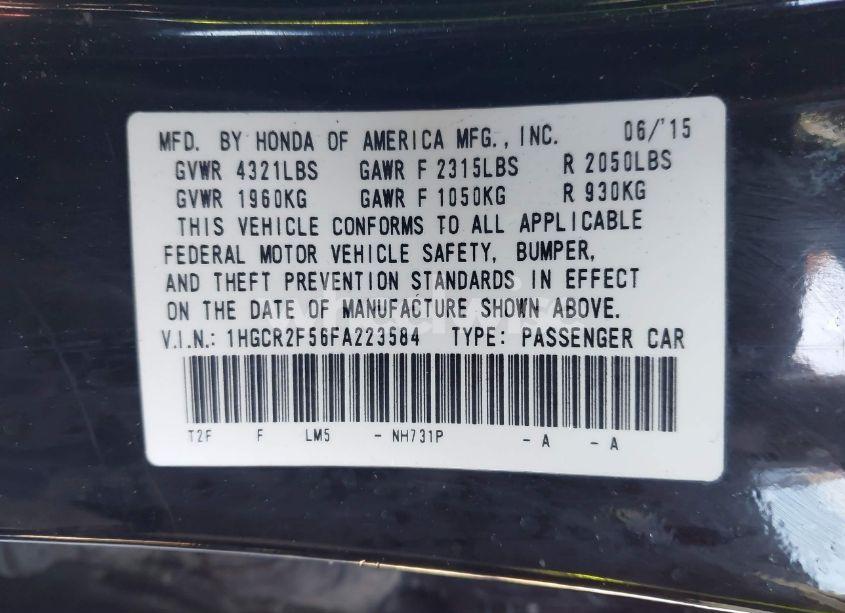 MFD. BY HONDA OF AMERICA MFG., INC. 06/'15
GVWR 4321LBS GAWR F 2315LBS R 2050LBS
GVWR 1960KG GAWR F 1050KG R 930KG
THIS VEHICLE CONFORMS TO ALL APPLICABLE
FEDERAL MOTOR VEHICLE SAFETY, BUMPER,
AND THEFT PREVENTION STANDARDS IN EFFECT
ON THE DATE OF MANUFACTURE SHOWN ABOVE.
V.I.N.: 1HGCR2F56FA223584 TYPE: PASSENGER CAR
T2F F LM5 - NH731P - A - A